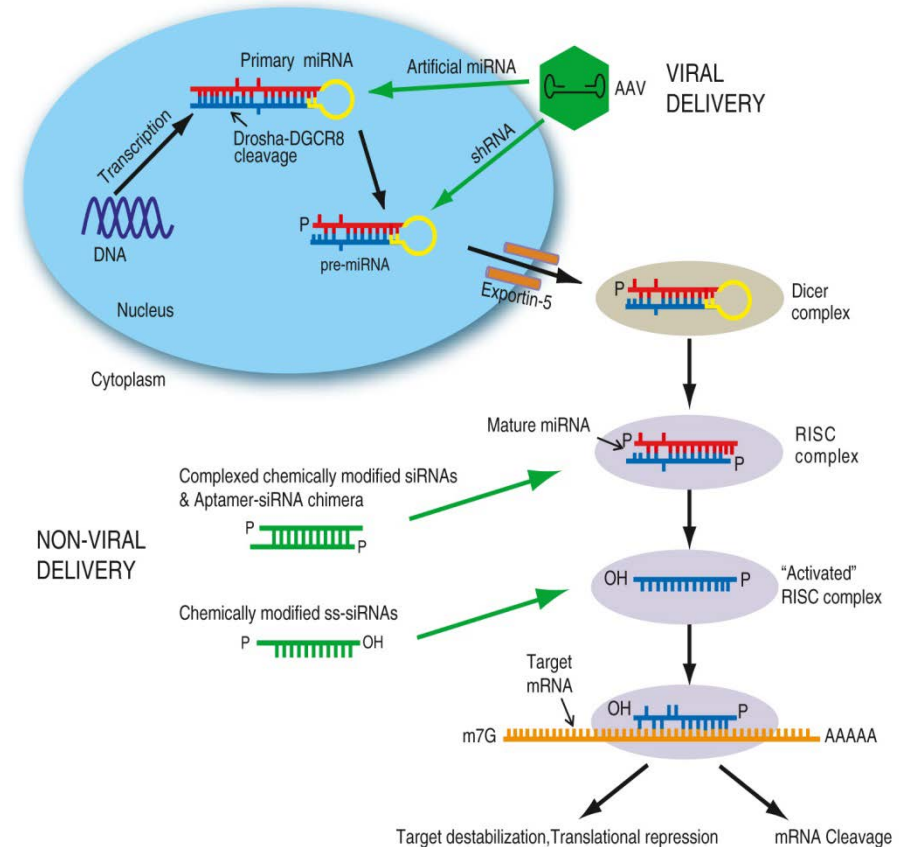 Primary miRNA
Artificial miRNA
AAV
VIRAL
DELIVERY
Drosha-DGCR8
cleavage
Transcription
shRNA
DNA
P
pre-miRNA
Exportin-5
Nucleus
Cytoplasm
P
Dicer
complex
Mature miRNA
P
P
RISC
complex
Complexed chemically modified siRNAs
& Aptamer-siRNA chimera
P
P
NON-VIRAL
DELIVERY
OH
P
"Activated"
RISC complex
Chemically modified ss-siRNAs
P
OH
Target
mRNA
OH
P
m7G
AAAAA
Target destabilization,Translational repression
mRNA Cleavage